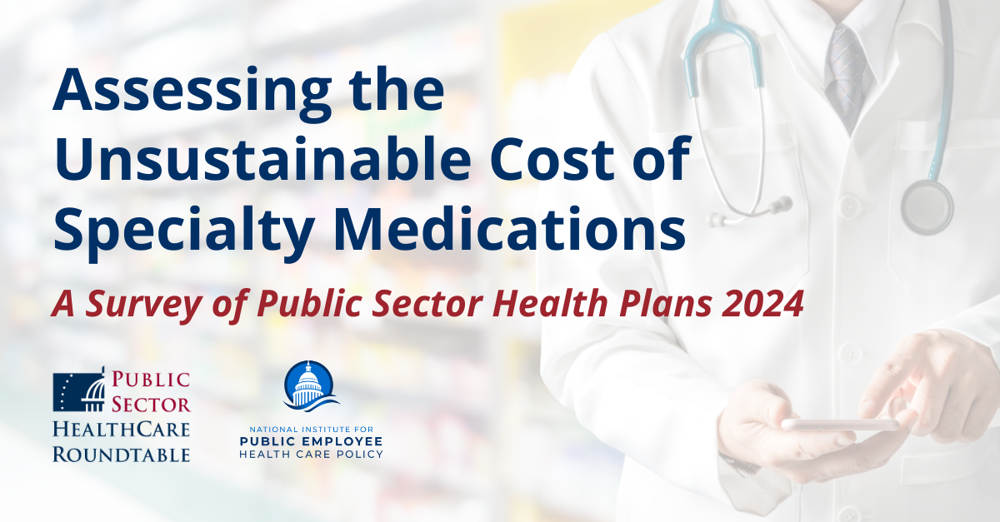 Assessing the
Unsustainable Cost of
Specialty Medications
A Survey of Public Sector Health Plans 2024
PUBLIC
SECTOR
HEALTHCARE
ROUNDTABLE
NATIONAL INSTITUTE FOR
PUBLIC EMPLOYEE
HEALTH CARE POLICY